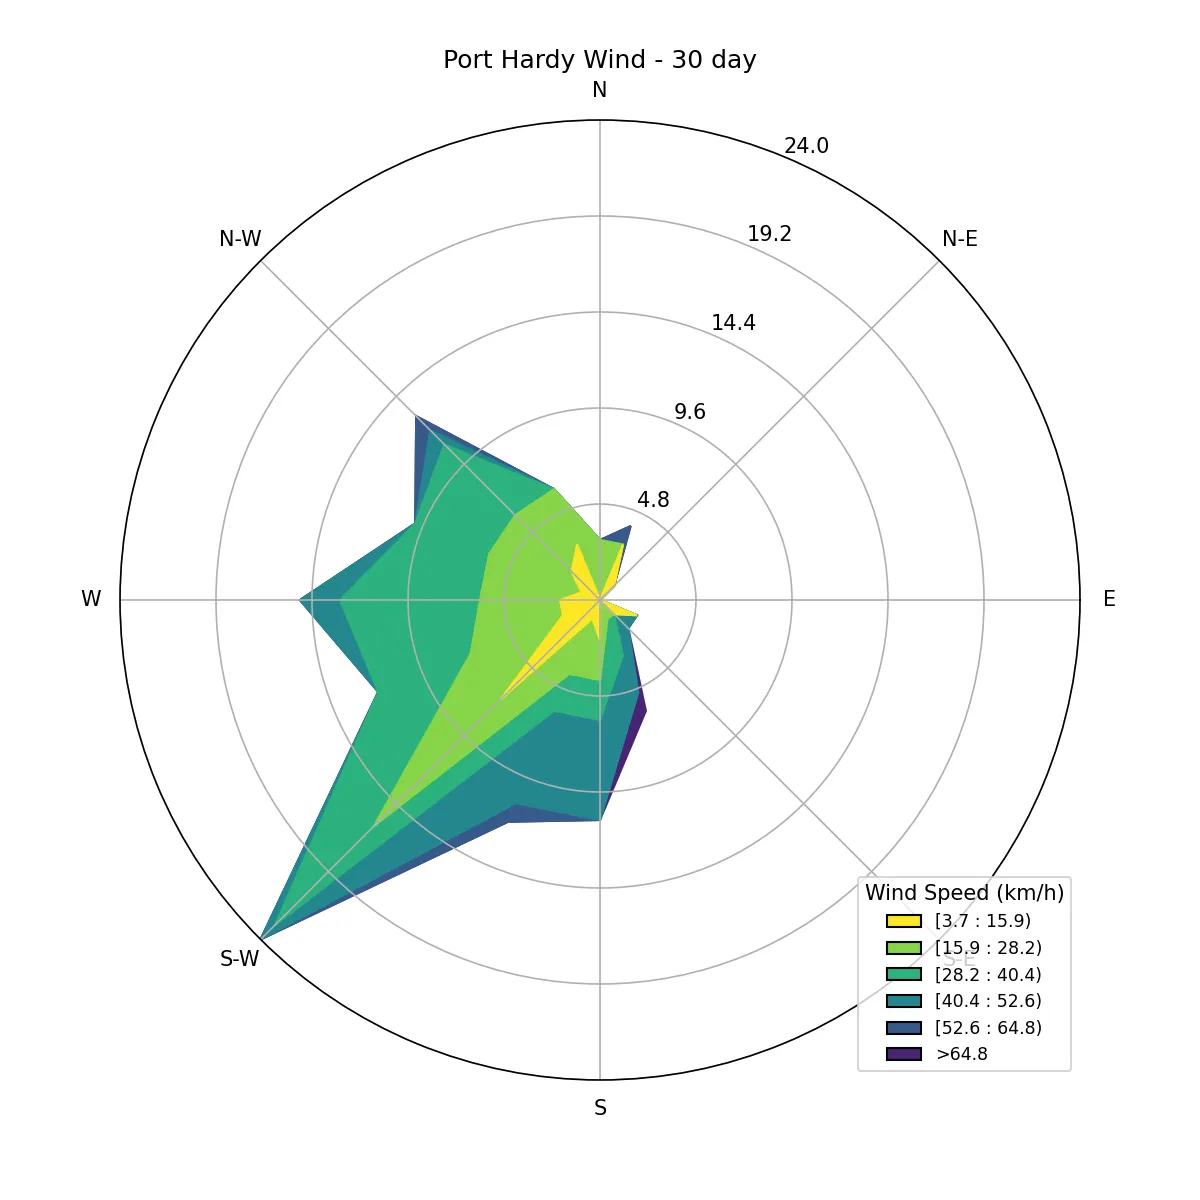 Port Hardy Wind - 30 day
N
24.0
19.2
N-W
N-E
14.4
9.6
4.8
W
E
Wind Speed (km/h)
[3.7 : 15.9)
[15.9 : 28.2)
S-W
S-E
[28.2 : 40.4)
[40.4 : 52.6)
[52.6 : 64.8)
>64.8
S